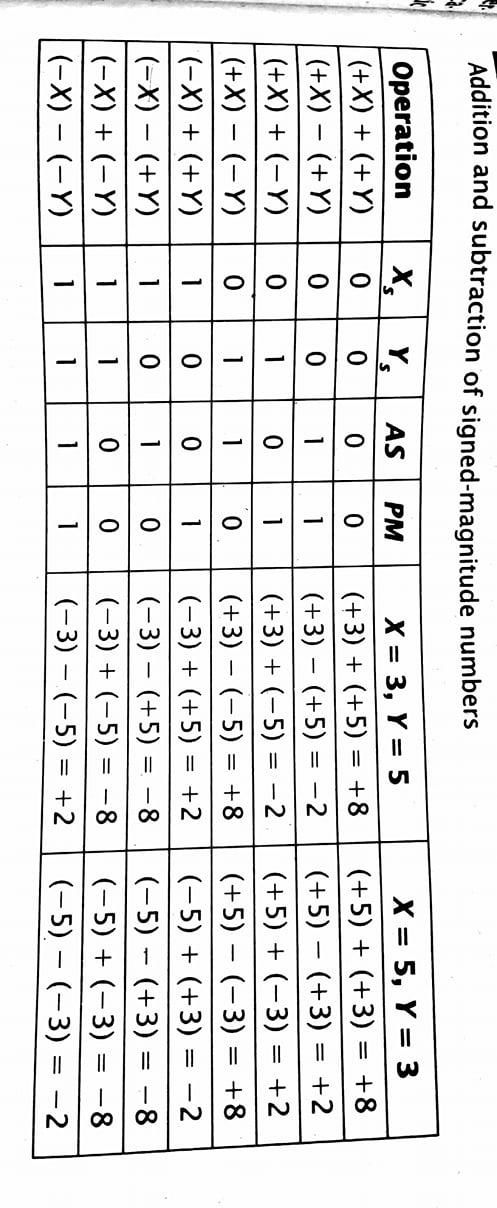 Addition and subtraction of signed-magnitude numbers
Operation Xs Ys AS PM X = 3, Y = 5 X = 5, Y = 3
(+X) + (+Y) 0 0 0 0 (+3) + (+5) = +8 (+5) + (+3) = +8
(+X) − (+Y) 0 0 1 1 (+3) − (+5) = −2 (+5) − (+3) = +2
(+X) + (−Y) 0 1 0 1 (+3) + (−5) = −2 (+5) + (−3) = +2
(+X) − (−Y) 0 1 1 0 (+3) − (−5) = +8 (+5) − (−3) = +8
(−X) + (+Y) 1 0 0 1 (−3) + (+5) = +2 (−5) + (+3) = −2
(−X) − (+Y) 1 0 1 0 (−3) − (+5) = −8 (−5) − (+3) = −8
(−X) + (−Y) 1 1 0 0 (−3) + (−5) = −8 (−5) + (−3) = −8
(−X) − (−Y) 1 1 1 1 (−3) − (−5) = +2 (−5) − (−3) = −2